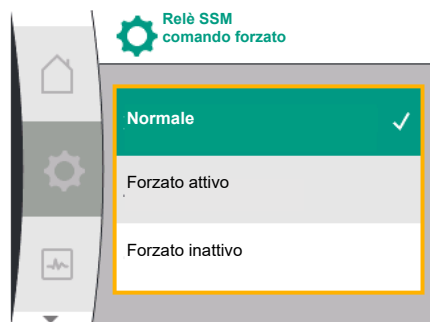 Relè SSM
comando forzato
Normale
Forzato attivo
Forzato inattivo